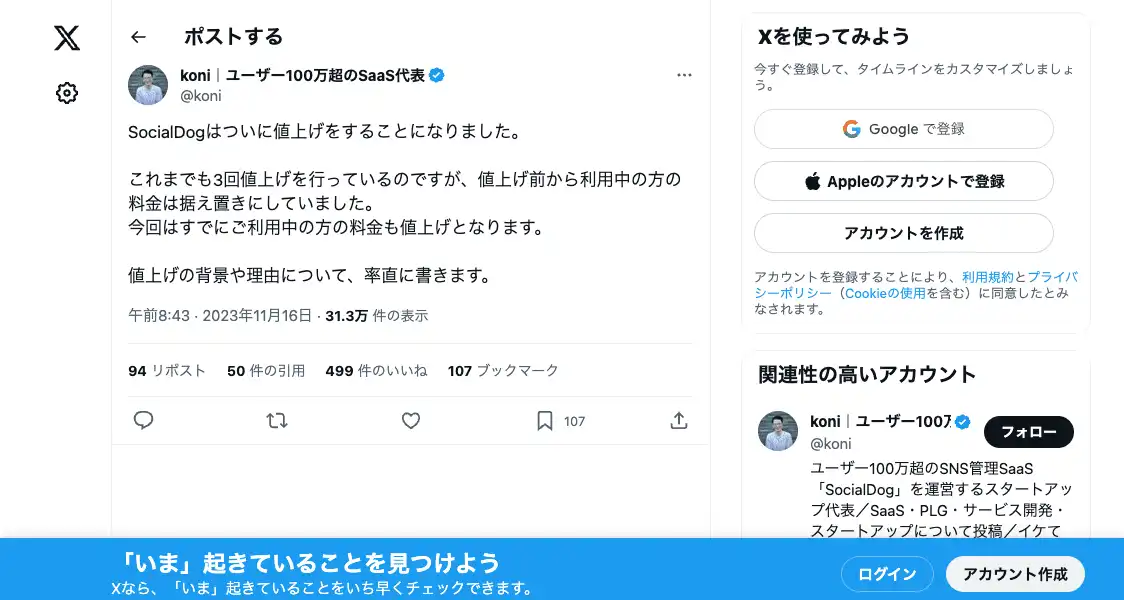 ポストする
koni｜ユーザー100万超のSaaS代表
@koni
SocialDogはついに値上げをすることになりました。
これまでも3回値上げを行っているのですが、値上げ前から利用中の方の
料金は据え置きにしていました。
今回はすでにご利用中の方の料金も値上げとなります。
値上げの背景や理由について、率直に書きます。
午前8:43 · 2023年11月16日 · 31.3万 件の表示
94 リポスト 50 件の引用 499 件のいいね 107 ブックマーク
107
Xを使ってみよう
今すぐ登録して、タイムラインをカスタマイズしましょ
う。
Google で登録
Appleのアカウントで登録
アカウントを作成
アカウントを登録することにより、利用規約とプライバ
シーポリシー（Cookieの使用を含む）に同意したとみ
なされます。
関連性の高いアカウント
koni｜ユーザー100万
@koni
フォロー
ユーザー100万超のSNS管理SaaS
「SocialDog」を運営するスタートアッ
プ代表／SaaS・PLG・サービス開発・
スタートアップについて投稿／イケて
「いま」起きていることを見つけよう
Xなら、「いま」起きていることをいち早くチェックできます。
ログイン
アカウント作成